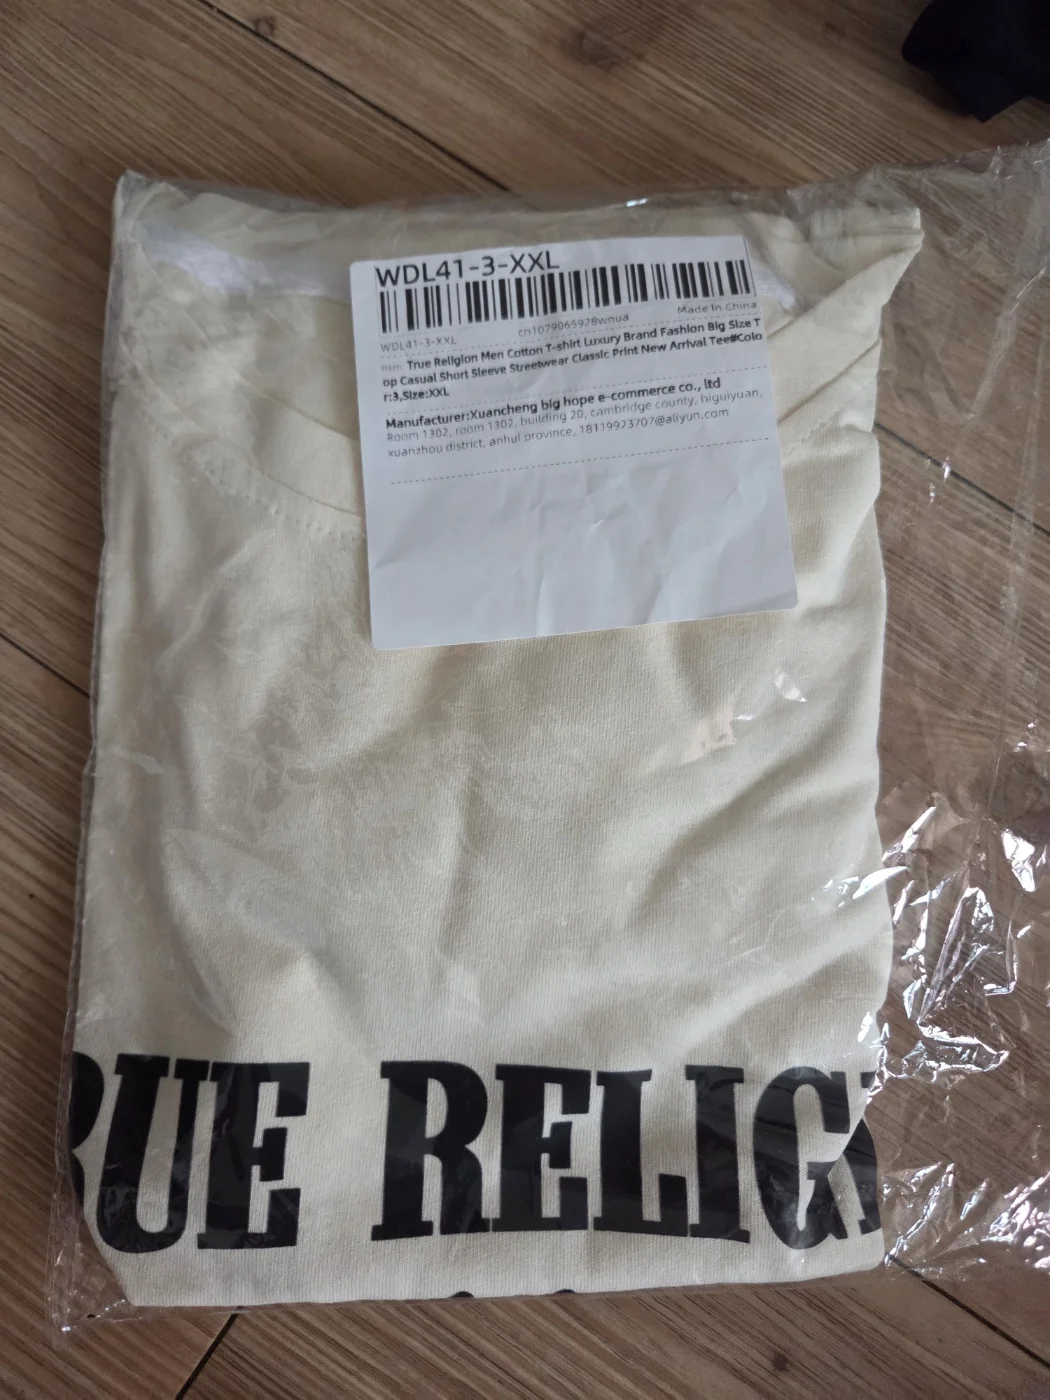 WDL41-3-XXL
WDL41-3-XXL
cn1079065928wnua
Made In China
Item: True Religion Men Cotton T-shirt Luxury Brand Fashion Big Size T
op Casual Short Sleeve Streetwear Classic Print New Arrival Tee#Colo
r:3,Size:XXL
Manufacturer:Xuancheng big hope e-commerce co., ltd
Room 1302, room 1302, building 20, cambridge county, biguiyuan,
xuanzhou district, anhui province, 18119923707@aliyun.com
RUE RELIGI